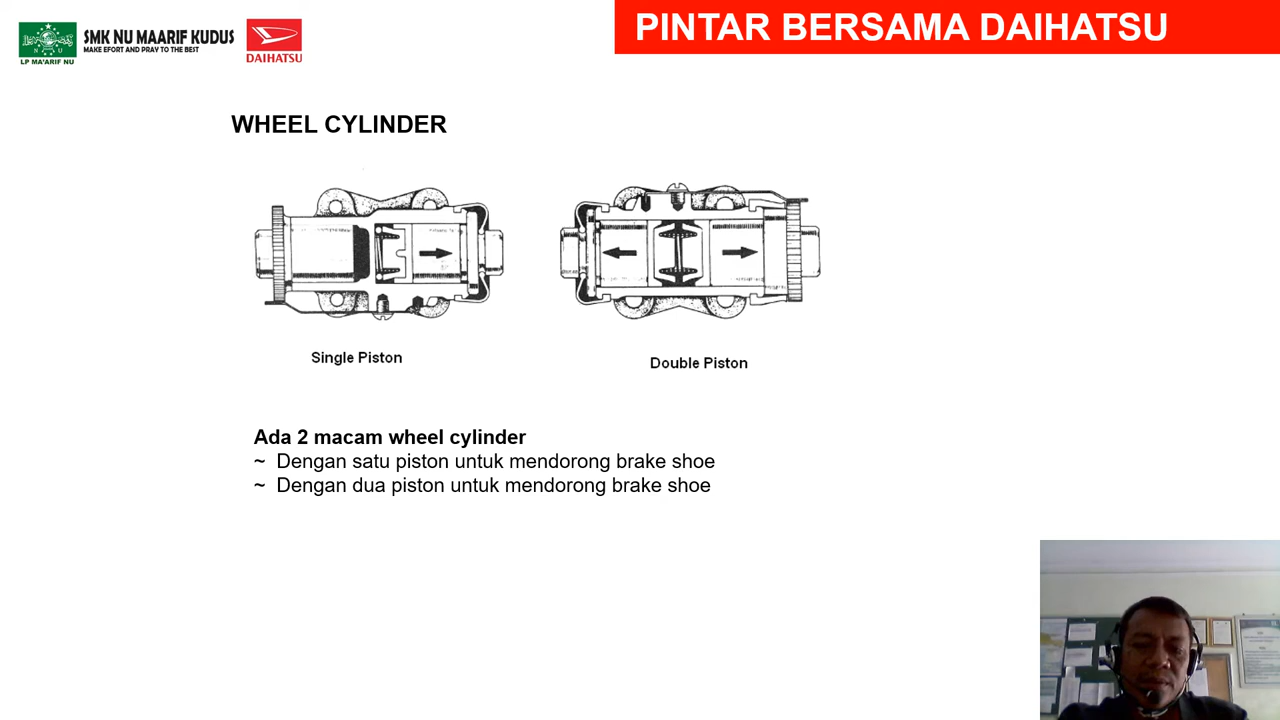 SMK NU MAARIF KUDUS
MAKE EFORT AND PRAY TO THE BEST
LP MA'ARIF NU
DAIHATSU
PINTAR BERSAMA DAIHATSU
WHEEL CYLINDER
Single Piston
Double Piston
Ada 2 macam wheel cylinder
~ Dengan satu piston untuk mendorong brake shoe
~ Dengan dua piston untuk mendorong brake shoe